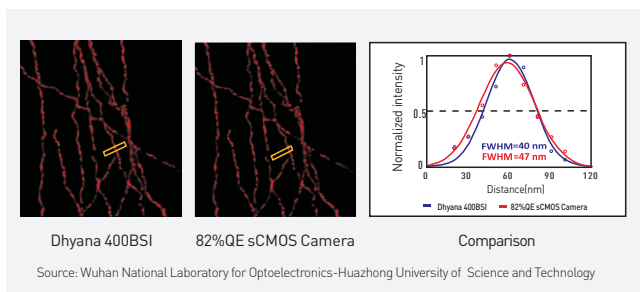 Normalized intensity
1
0.5
0
FWHM=40 nm
FWHM=47 nm
0 30 60 90 120
Distance(nm)
Dhyana 400BSI 82%QE sCMOS Camera
Dhyana 400BSI 82%QE sCMOS Camera Comparison
Source: Wuhan National Laboratory for Optoelectronics-Huazhong University of Science and Technology